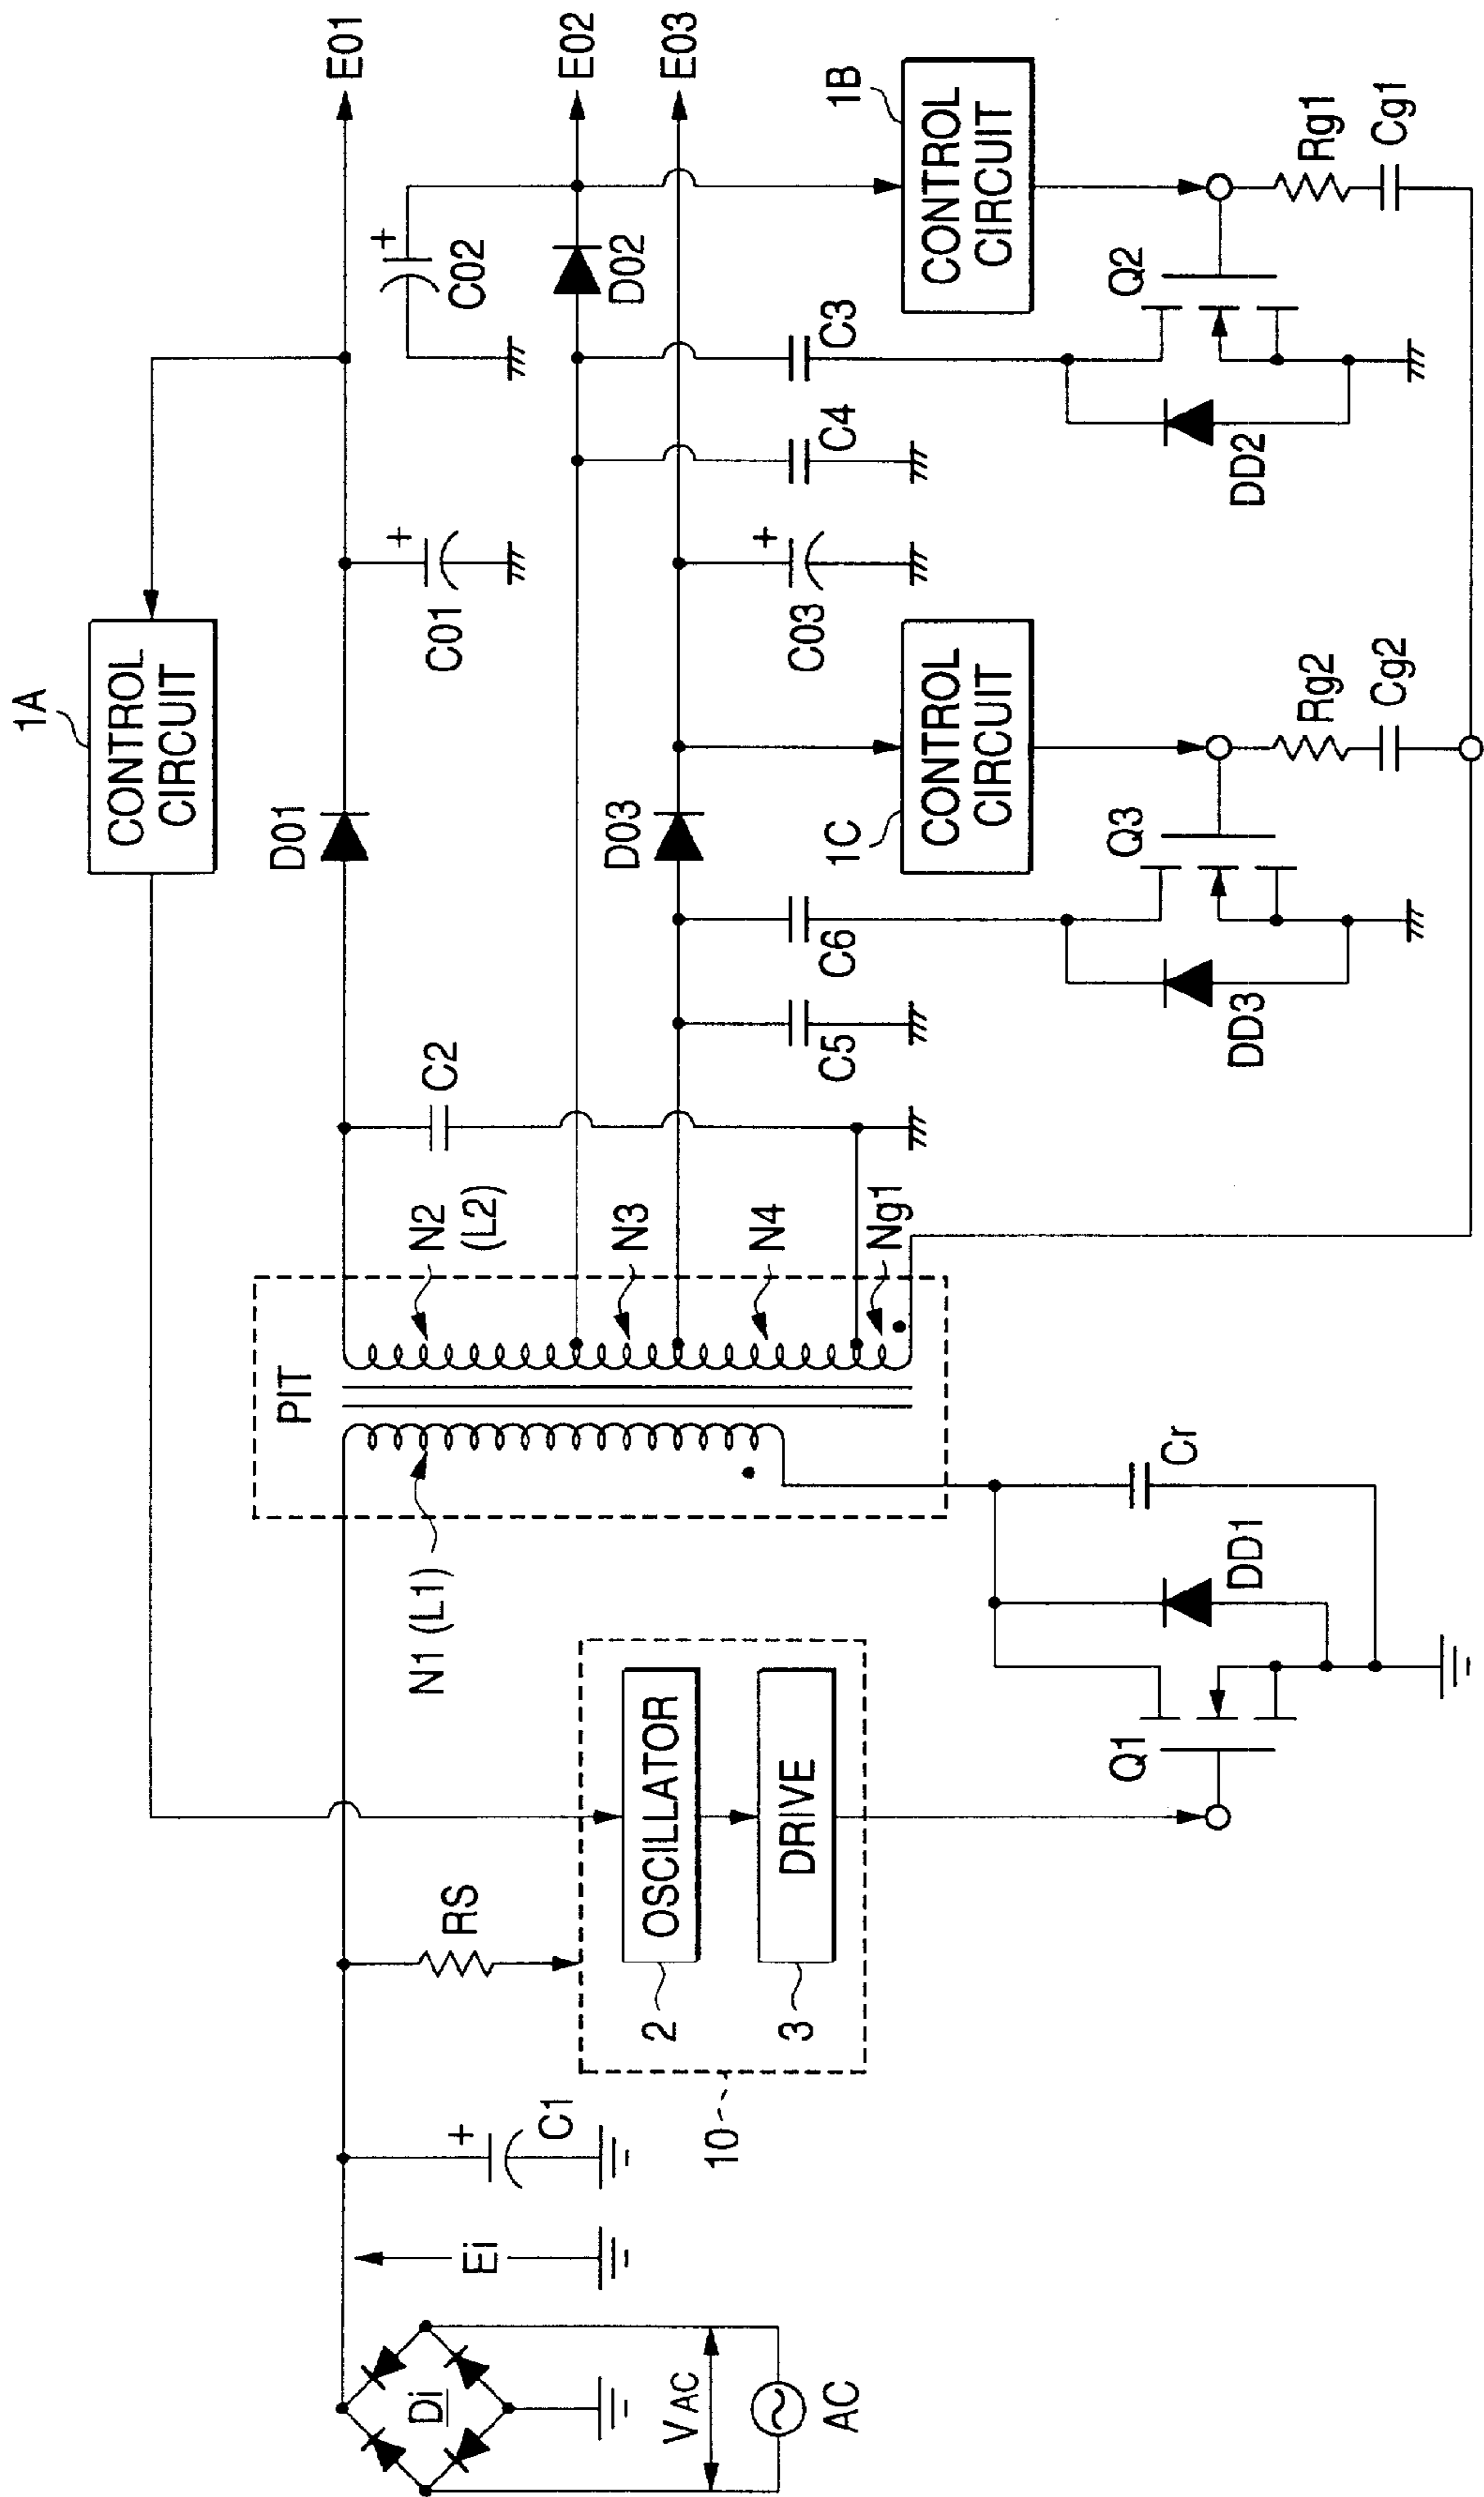 1A
CONTROL
CIRCUIT
E01
E02
E03
D01
C01
C02
D02
D03
C03
C2
C3
C4
C5
C6
1B
CONTROL
CIRCUIT
1C
CONTROL
CIRCUIT
Q2
DD2
Rg1
Cg1
Q3
DD3
Rg2
Cg2
PIT
N1 (L1)
N2
(L2)
N3
N4
Ng1
Cr
DD1
Q1
RS
OSCILLATOR
DRIVE
2
3
10
C1
Ei
Di
VAC
AC
+
+
+
+